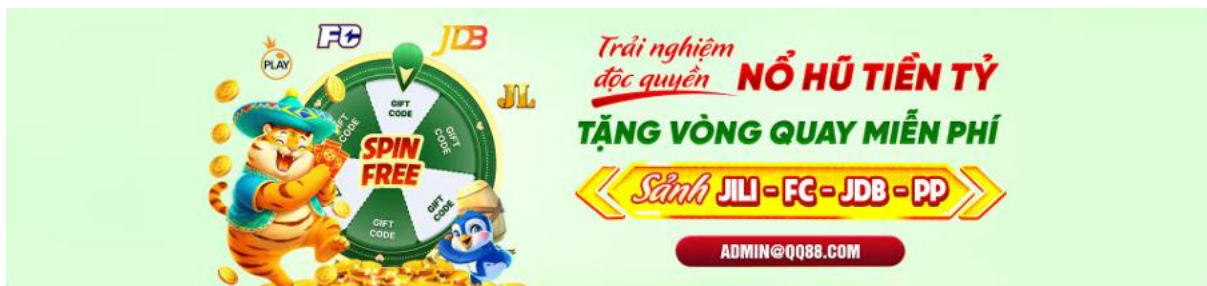 FC
JDB
PLAY
JL
GIFT
CODE
GIFT
CODE
GIFT
CODE
SPIN
FREE
GIFT
CODE
GIFT
CODE
Trải nghiệm
độc quyền NỔ HŨ TIỀN TỶ
TẶNG VÒNG QUAY MIỄN PHÍ
Sảnh JILI - FC - JDB - PP
ADMIN@QQ88.COM